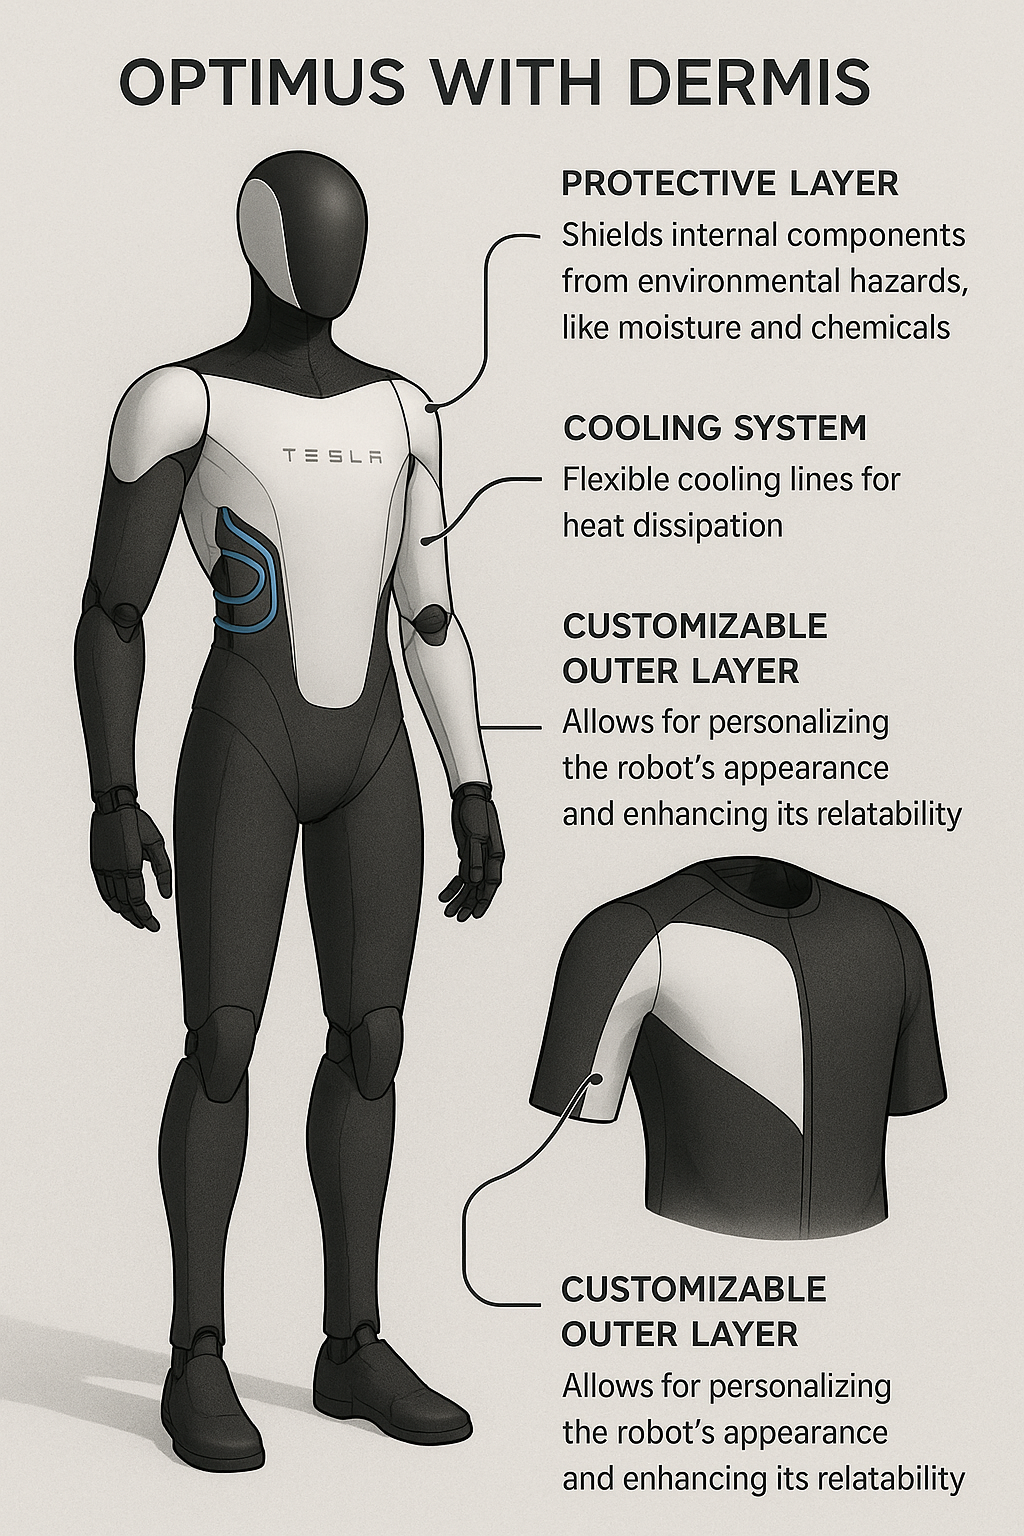 OPTIMUS WITH DERMIS
PROTECTIVE LAYER
Shields internal components
from environmental hazards,
like moisture and chemicals
TESLA
COOLING SYSTEM
Flexible cooling lines for
heat dissipation
CUSTOMIZABLE
OUTER LAYER
Allows for personalizing
the robot’s appearance
and enhancing its relatability
CUSTOMIZABLE
OUTER LAYER
Allows for personalizing
the robot’s appearance
and enhancing its relatability